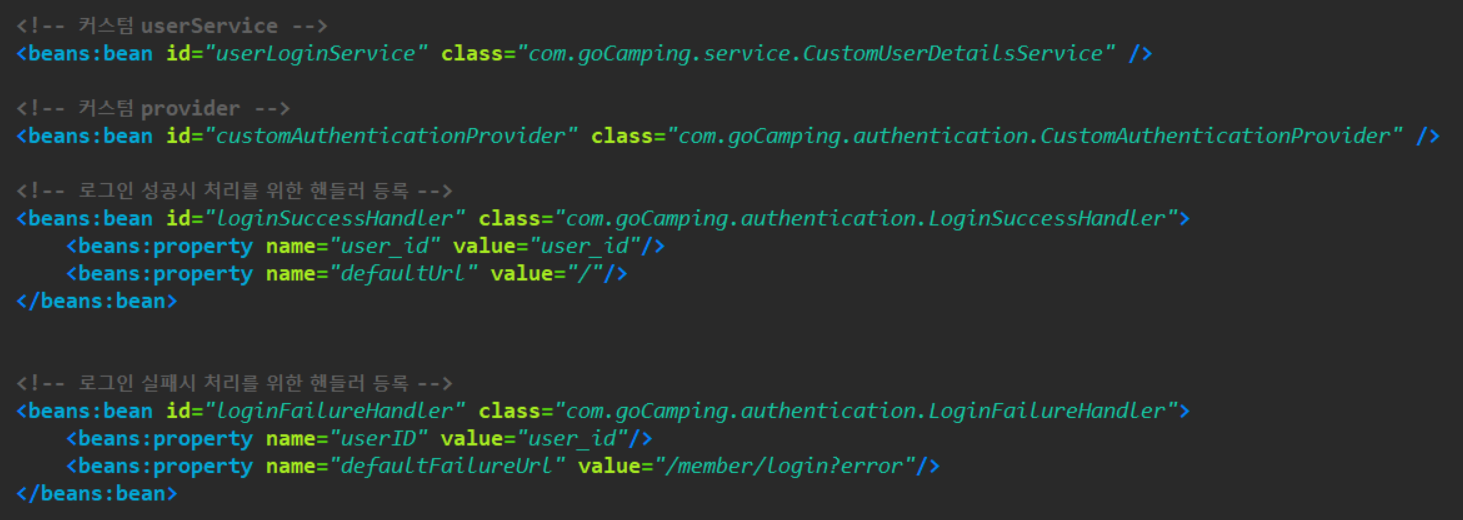 <!-- 커스텀 userService -->
<beans:bean id="userLoginService" class="com.goCamping.service.CustomUserDetailsService" />
<!-- 커스텀 provider -->
<beans:bean id="customAuthenticationProvider" class="com.goCamping.authentication.CustomAuthenticationProvider" />
<!-- 로그인 성공시 처리를 위한 핸들러 등록 -->
<beans:bean id="loginSuccessHandler" class="com.goCamping.authentication.LoginSuccessHandler">
<beans:property name="user_id" value="user_id"/>
<beans:property name="defaultUrl" value="/"/>
</beans:bean>
<!-- 로그인 실패시 처리를 위한 핸들러 등록 -->
<beans:bean id="loginFailureHandler" class="com.goCamping.authentication.LoginFailureHandler">
<beans:property name="userID" value="user_id"/>
<beans:property name="defaultFailureUrl" value="/member/login?error"/>
</beans:bean>